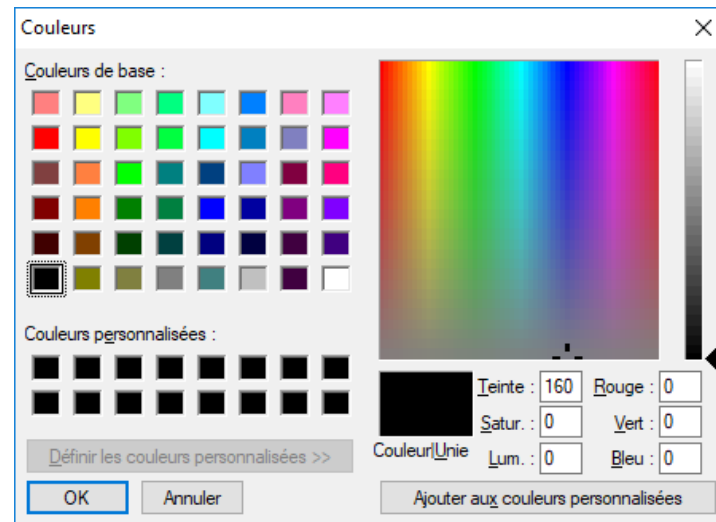 Couleurs
Couleurs de base :
Couleurs personnalisées :
Définir les couleurs personnalisées >>
OK
Annuler
Teinte : 160
Rouge : 0
Satur. : 0
Vert : 0
Couleur|Unie
Lum. : 0
Bleu : 0
Ajouter aux couleurs personnalisées